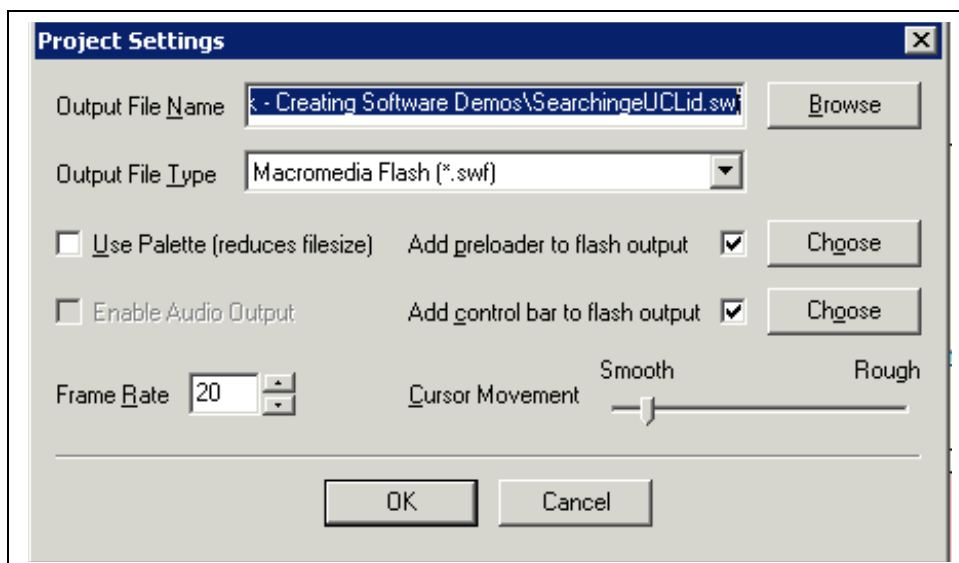 Project Settings
Output File Name k - Creating Software Demos\SearchingeUCLid.swf Browse
Output File Type Macromedia Flash (*.swf)
Use Palette (reduces filesize) Add preloader to flash output Choose
Enable Audio Output Add control bar to flash output Choose
Smooth Rough
Frame Rate 20 Cursor Movement
OK Cancel